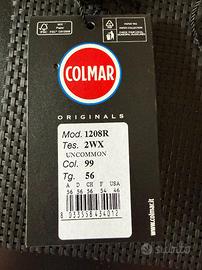 COLMAR
ORIGINALS
Mod. 1208R
Tes. 2WX
UNCOMMON
Col. 99
Tg. 56
A D CH F USA
56 56 56 54 46
8 033558 434012
www.colmar.it
subito